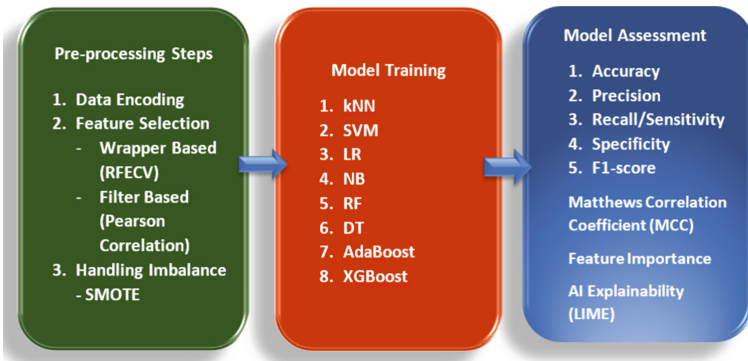 Pre-processing Steps
1. Data Encoding
2. Feature Selection
- Wrapper Based
(RFECV)
- Filter Based
(Pearson
Correlation)
3. Handling Imbalance
- SMOTE
Model Training
1. kNN
2. SVM
3. LR
4. NB
5. RF
6. DT
7. AdaBoost
8. XGBoost
Model Assessment
1. Accuracy
2. Precision
3. Recall/Sensitivity
4. Specificity
5. F1-score
Matthews Correlation
Coefficient (MCC)
Feature Importance
AI Explainability
(LIME)